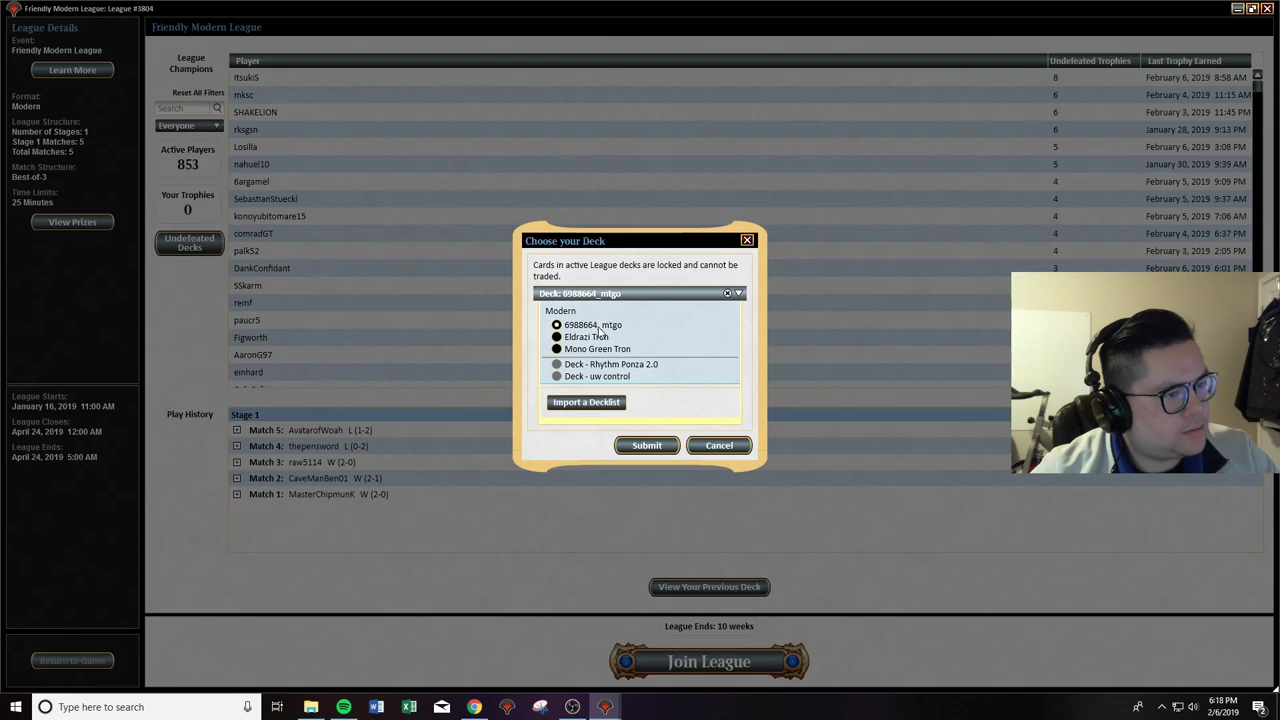 Friendly Modern League: League #3804
League Details
Event:
Friendly Modern League
Learn More
Format:
Modern
League Structure:
Number of Stages: 1
Stage 1 Matches: 5
Total Matches: 5
Match Structure:
Best-of-3
Time Limits:
25 Minutes
View Prizes
League Starts:
January 16, 2019 11:00 AM
League Closes:
April 24, 2019 12:00 AM
League Ends:
April 24, 2019 5:00 AM
Return to Game
Friendly Modern League
League
Champions
Reset All Filters
Search
Everyone
Active Players
853
Your Trophies
0
Undefeated
Decks
Player Undefeated Trophies Last Trophy Earned
ItsukiS 8 February 6, 2019 8:58 AM
mksc 6 February 4, 2019 11:15 AM
SHAKELION 6 February 3, 2019 11:45 PM
rksgsn 6 January 28, 2019 9:13 PM
Losilla 5 February 6, 2019 3:08 PM
nahuel10 5 January 30, 2019 9:39 AM
6argamel 4 February 5, 2019 9:09 PM
SebastianStueckl 4 February 5, 2019 9:37 AM
konoyubitomare15 4 February 5, 2019 7:06 AM
comradGT 4 February 4, 2019 6:37 PM
palk52 4 February 3, 2019 2:05 PM
DankConfidant 3
SSkarm
remf
paucr5
Figworth
AaronG97
einhard
Choose your Deck
Cards in active League decks are locked and cannot be
traded.
Deck: 6988664_mtgo
Modern
6988664_mtgo
Eldrazi Tron
Mono Green Tron
Deck - Rhythm Ponza 2.0
Deck - uw control
Import a Decklist
Submit Cancel
Play History
Stage 1
Match 5: AvatarofWoah L (1-2)
Match 4: thepensword L (0-2)
Match 3: raw5114 W (2-0)
Match 2: CaveManBen01 W (2-1)
Match 1: MasterChipmunK W (2-0)
View Your Previous Deck
League Ends: 10 weeks
Join League
Type here to search
6:18 PM
2/6/2019